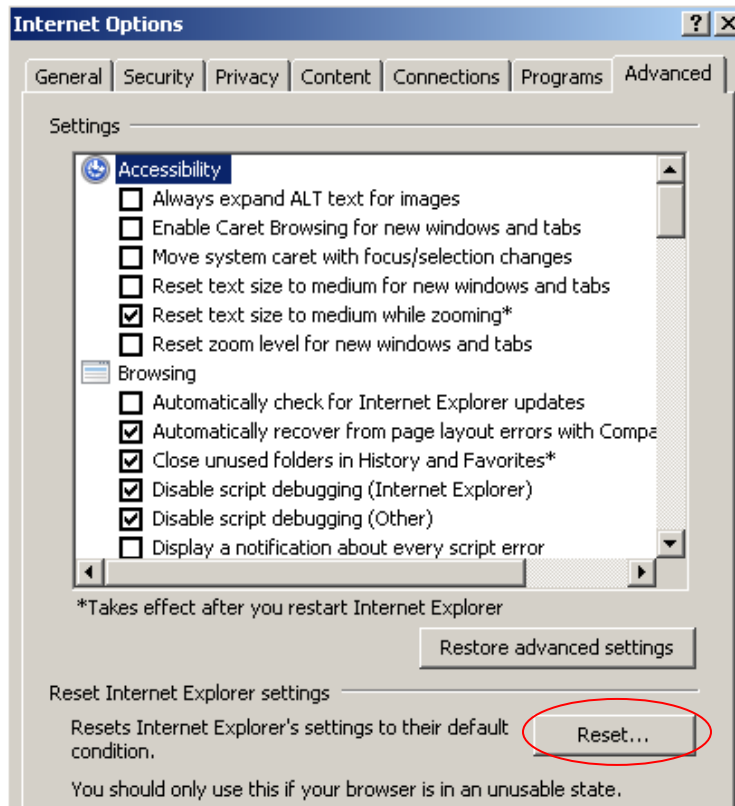 Internet Options
General Security Privacy Content Connections Programs Advanced
Settings
Accessibility
Always expand ALT text for images
Enable Caret Browsing for new windows and tabs
Move system caret with focus/selection changes
Reset text size to medium for new windows and tabs
Reset text size to medium while zooming*
Reset zoom level for new windows and tabs
Browsing
Automatically check for Internet Explorer updates
Automatically recover from page layout errors with Compa
Close unused folders in History and Favorites*
Disable script debugging (Internet Explorer)
Disable script debugging (Other)
Display a notification about every script error
*Takes effect after you restart Internet Explorer
Restore advanced settings
Reset Internet Explorer settings
Resets Internet Explorer's settings to their default
condition.
Reset...
You should only use this if your browser is in an unusable state.